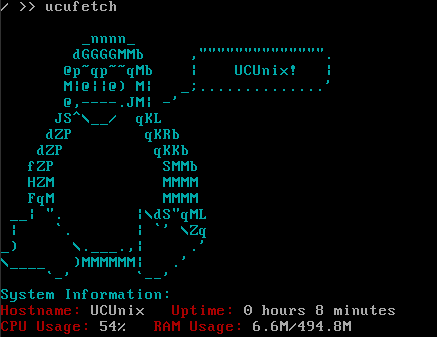 / >> ucufetch
_nnnn_
dGGGGMMb     ,"""""""""""""".
@p~qp~~qMb     |    UCUnix!   |
M|@||@) M|   _;..............'
@,----.JM| -'
JS^\__/  qKL
dZP        qKRb
dZP          qKKb
fZP            SMMb
HZM            MMMM
FqM            MMMM
__| ".        |\dS"qML
|    `.       | `' \Zq
_)      \.___.,|     .'
\____   )MMMMMM|   .'
`-'       `--'
System Information:
Hostname: UCUnix   Uptime: 0 hours 8 minutes
CPU Usage: 54%   RAM Usage: 6.6M/494.8M